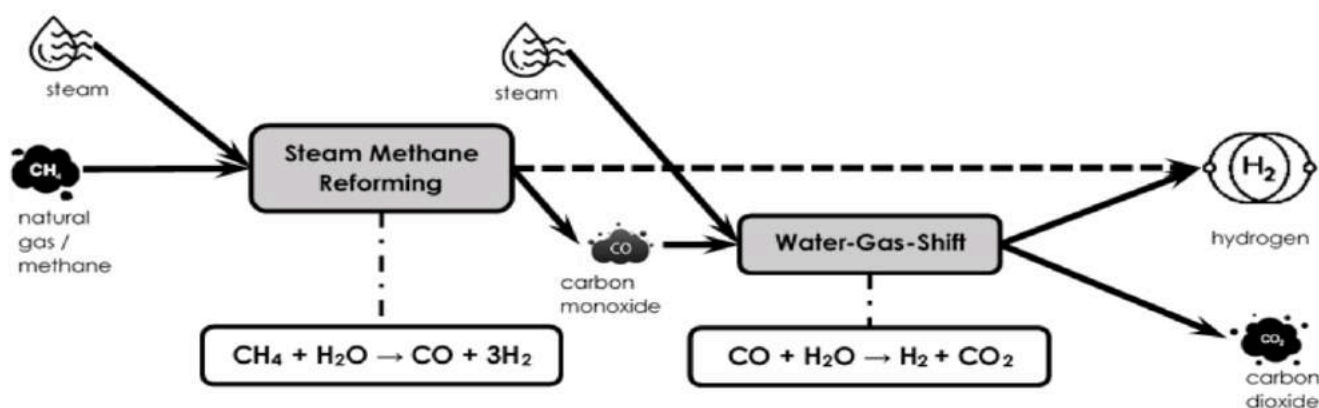 steam
steam
CH₄
natural
gas /
methane
Steam Methane
Reforming
CO
carbon
monoxide
Water-Gas-Shift
H₂
hydrogen
CH₄ + H₂O → CO + 3H₂
CO + H₂O → H₂ + CO₂
CO₂
carbon
dioxide